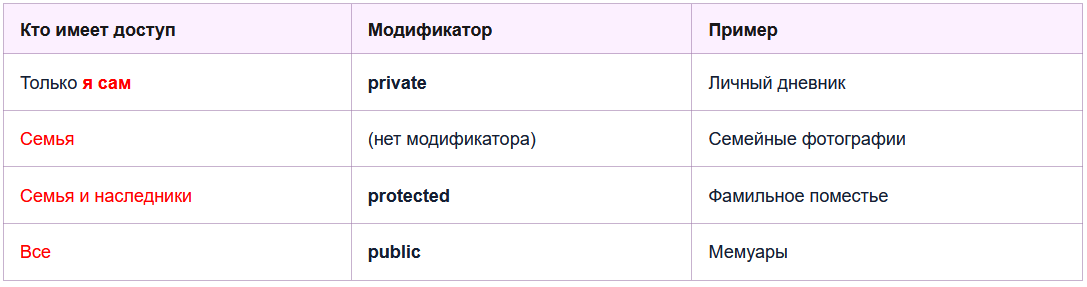 Кто имеет доступ Модификатор Пример
Только я сам private Личный дневник
Семья (нет модификатора) Семейные фотографии
Семья и наследники protected Фамильное поместье
Все public Мемуары